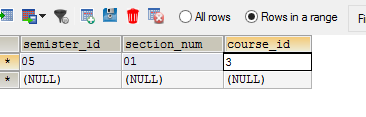 All rows Rows in a range Fi
semister_id section_num course_id
* 05 01 3
* (NULL) (NULL) (NULL)